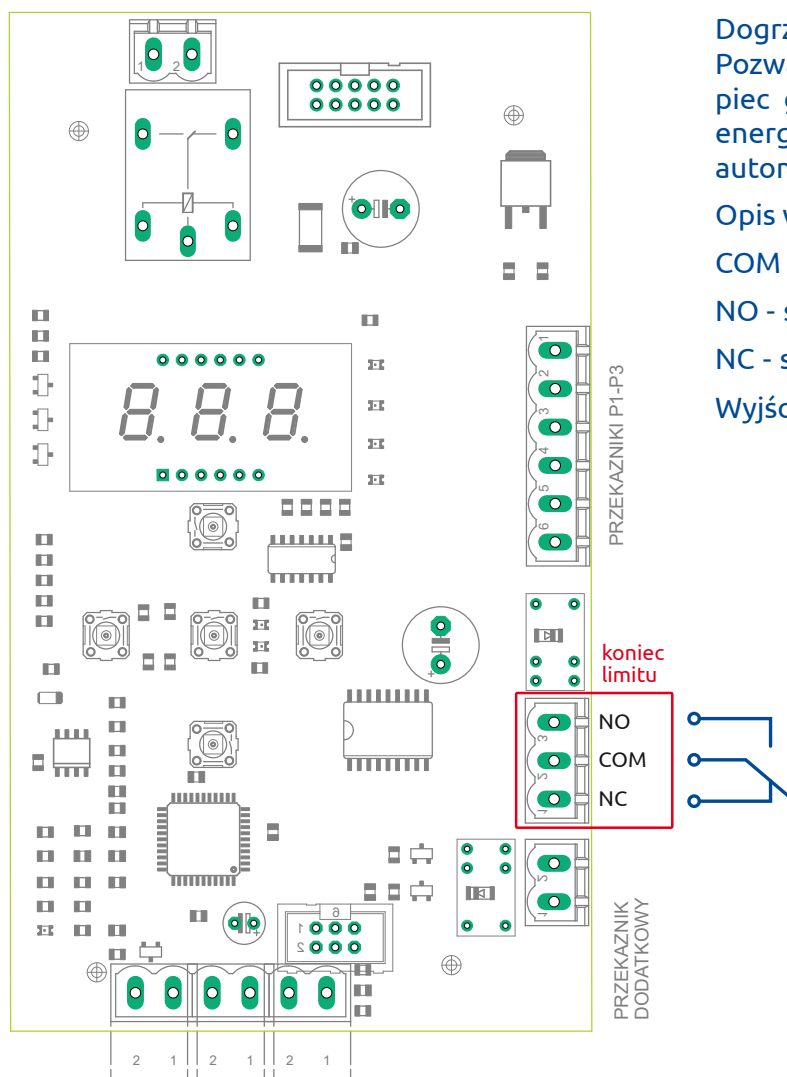 1 2
Dogrz
Pozwa
piec g
energ
autom
Opis w
COM
NO - s
NC - s
Wyjśc
8.8.8.
1
2
3
4
5
6
PRZEKAZNIKI P1-P3
koniec
limitu
3 NO
2 COM
1 NC
2
1
PRZEKAZNIK
DODATKOWY
6
1
2
2 1 2 1 2 1